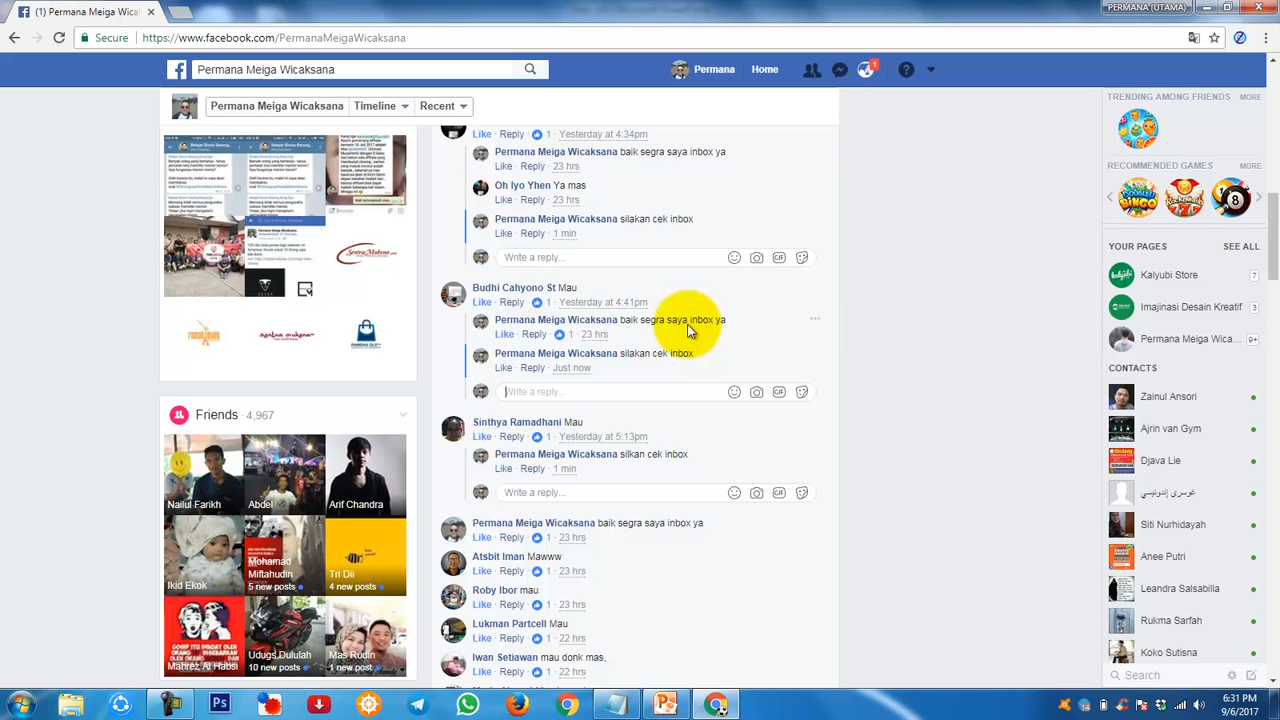 (1) Permana Meiga Wica
PERMANA (UTAMA)
Secure
https://www.facebook.com/PermanaMeigaWicaksana
Permana Meiga Wicaksana
Permana
Home
1
Permana Meiga Wicaksana
Timeline
Recent
Like · Reply · 1 · Yesterday at 4:34pm
Permana Meiga Wicaksana baik segra saya inbox ya
Like · Reply · 23 hrs
Oh Iyet Yhen Ya mas
Like · Reply · 23 hrs
Permana Meiga Wicaksana silakan cek inbox
Like · Reply · 1 min
Write a reply...
Budhi Cahyono St Mau
Like · Reply · 1 · Yesterday at 4:41pm
Permana Meiga Wicaksana baik segra saya inbox ya
Like · Reply · 1 · 23 hrs
Permana Meiga Wicaksana silakan cek inbox
Like · Reply · Just now
Write a reply...
Sinthya Ramadhani Mau
Like · Reply · 1 · Yesterday at 5:13pm
Permana Meiga Wicaksana silkan cek inbox
Like · Reply · 1 min
Write a reply...
Permana Meiga Wicaksana baik segra saya inbox ya
Like · Reply · 1 · 23 hrs
Atsbit Iman Mawww
Like · Reply · 1 · 23 hrs
Roby Ibor mau
Like · Reply · 1 · 23 hrs
Lukman Partcell Mau
Like · Reply · 1 · 22 hrs
Iwan Setiawan mau donk mas,
Like · Reply · 1 · 22 hrs
Friends · 4,967
Nailul Farikh
Abdel
Arif Chandra
Ikid Ekok
Mohamad
Miftahudin
5 new posts
Tri Dii
4 new posts
Mahrez Al Habsi
Udugs Dululah
10 new posts
Mas Rudin
1 new post
TRENDING AMONG FRIENDS
MORE
RECOMMENDED GAMES
MORE
YOUR PAGES
SEE ALL
Kalyubi Store
7
Imajinasi Desain Kreatif
3
Permana Meiga Wica...
9+
CONTACTS
Zainul Ansori
Ajrin van Gym
Djava Lie
Siti Nurhidayah
Anee Putri
Leandra Salsabilla
Rukma Sarfah
Koko Sutisna
Search
6:31 PM
9/6/2017